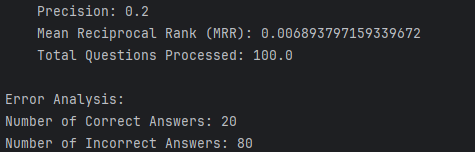 Precision: 0.2
Mean Reciprocal Rank (MRR): 0.006893797159339672
Total Questions Processed: 100.0
Error Analysis:
Number of Correct Answers: 20
Number of Incorrect Answers: 80